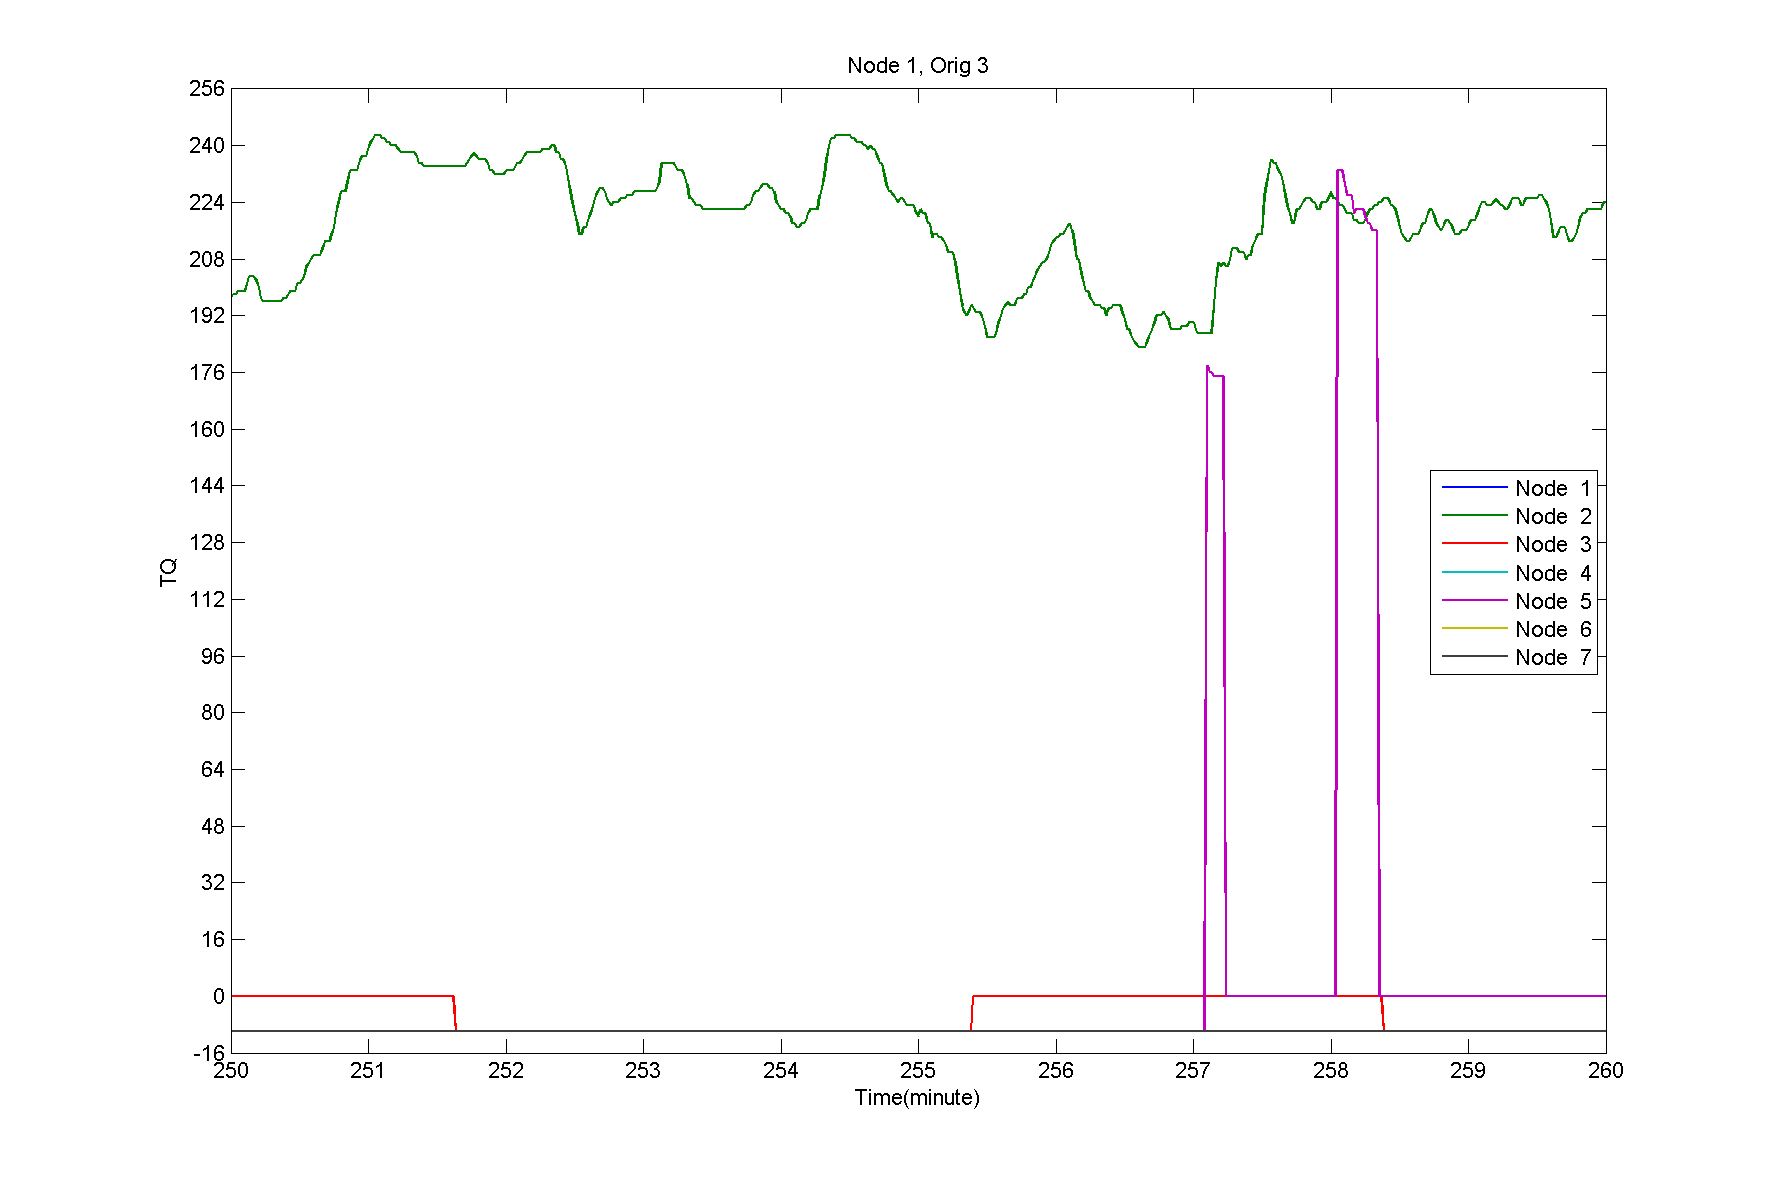 Node 1, Orig 3
256
240
224
208
192
176
160
144
128
112
96
80
64
48
32
16
0
-16
TQ
Node 1
Node 2
Node 3
Node 4
Node 5
Node 6
Node 7
250 251 252 253 254 255 256 257 258 259 260
Time(minute)